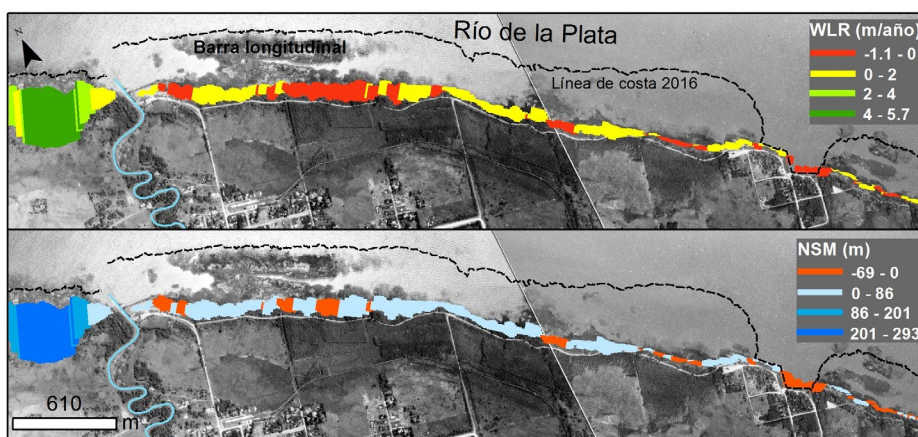 Río de la Plata
N
Barra longitudinal
Línea de costa 2016
WLR (m/año)
-1.1 - 0
0 - 2
2 - 4
4 - 5.7
NSM (m)
-69 - 0
0 - 86
86 - 201
201 - 293
610
m